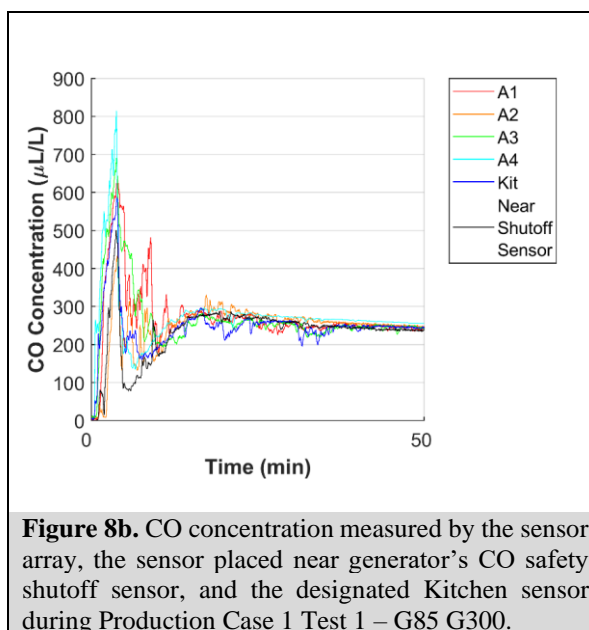 900
800
700
600
500
400
300
200
100
0
CO Concentration (µL/L)
0
50
Time (min)
A1
A2
A3
A4
Kit
Near
Shutoff
Sensor
Figure 8b. CO concentration measured by the sensor
array, the sensor placed near generator's CO safety
shutoff sensor, and the designated Kitchen sensor
during Production Case 1 Test 1 – G85 G300.